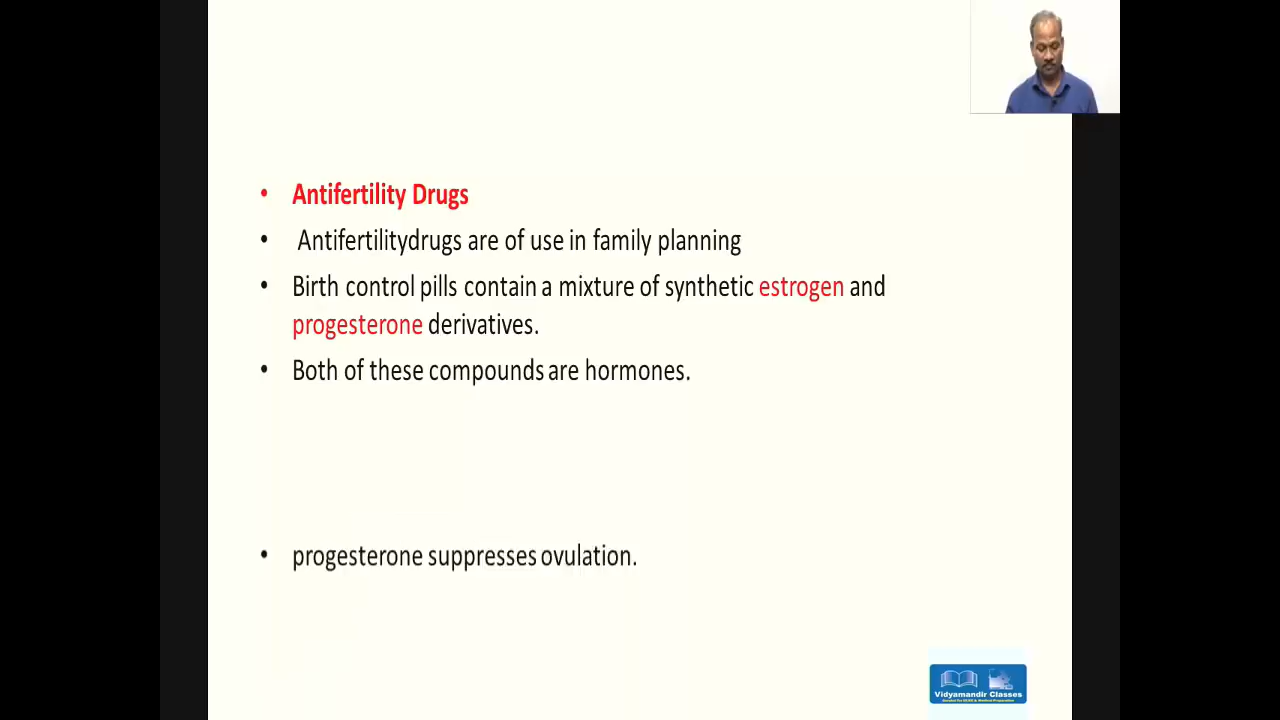 • Antifertility Drugs
• Antifertilitydrugs are of use in family planning
• Birth control pills contain a mixture of synthetic estrogen and
progesterone derivatives.
• Both of these compounds are hormones.
• progesterone suppresses ovulation.
Vidyamandir Classes